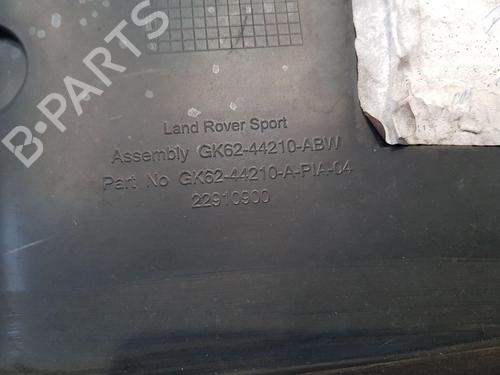 Land Rover Sport
Assembly GK62-44210-ABW
Part No GK62-44210-A-PIA-04
22910900
B-PARTS